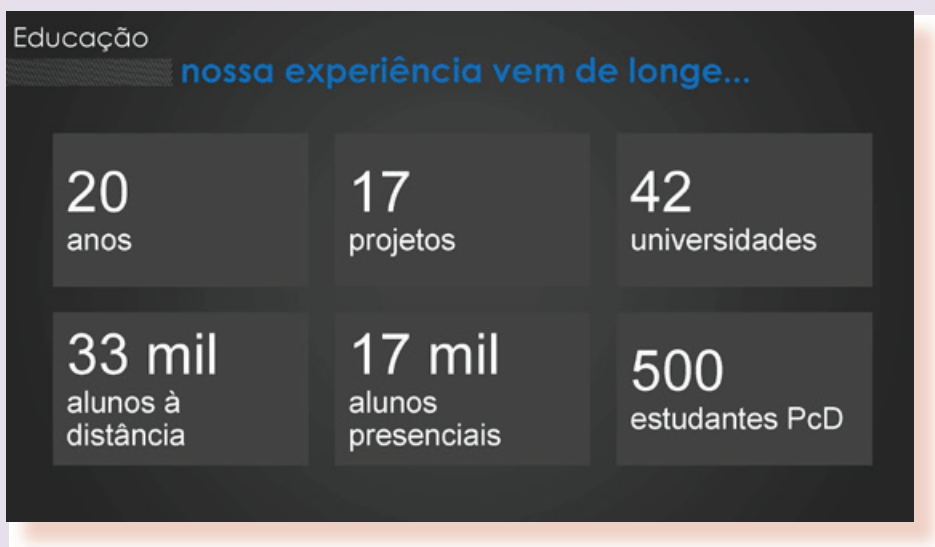 Educação
nossa experiência vem de longe...
20
anos
17
projetos
42
universidades
33 mil
alunos à
distância
17 mil
alunos
presenciais
500
estudantes PcD